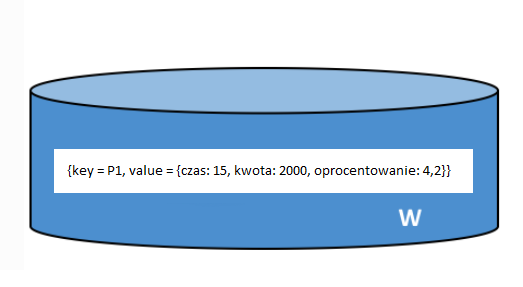 {key = P1, value = {czas: 15, kwota: 2000, oprocentowanie: 4,2}}
W